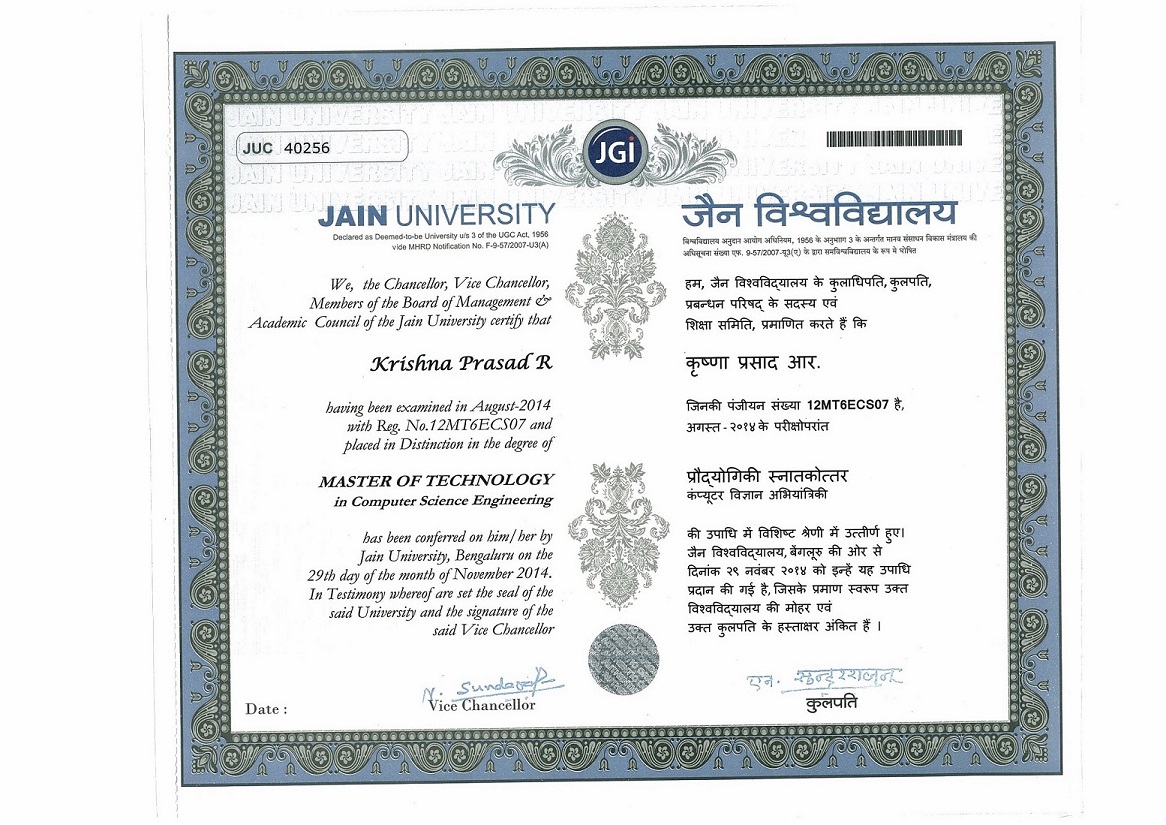 JUC 40256
JGi
JAIN UNIVERSITY
Declared as Deemed-to-be University u/s 3 of the UGC Act, 1956
vide MHRD Notification No. F-9-57/2007-U3(A)
We, the Chancellor, Vice Chancellor,
Members of the Board of Management &
Academic Council of the Jain University certify that
Krishna Prasad R
having been examined in August-2014
with Reg. No.12MT6ECS07 and
placed in Distinction in the degree of
MASTER OF TECHNOLOGY
in Computer Science Engineering
has been conferred on him/her by
Jain University, Bengaluru on the
29th day of the month of November 2014.
In Testimony whereof are set the seal of the
said University and the signature of the
said Vice Chancellor
Vice Chancellor
Date :
जैन विश्वविद्यालय
विश्वविद्यालय अनुदान आयोग अधिनियम, 1956 के अनुभाग 3 के अन्तर्गत मानव संसाधन विकास मंत्रालय की
अधिसूचना संख्या एफ. 9-57/2007-यू3(ए) के द्वारा समविश्वविद्यालय के रूप मे घोषित
हम, जैन विश्वविद्यालय के कुलाधिपति, कुलपति,
प्रबन्धन परिषद् के सदस्य एवं
शिक्षा समिति, प्रमाणित करते हैं कि
कृष्णा प्रसाद आर.
जिनकी पंजीयन संख्या 12MT6ECS07 है,
अगस्त - २०१४ के परीक्षोपरांत
प्रौद्योगिकी स्नातकोत्तर
कंप्यूटर विज्ञान अभियांत्रिकी
की उपाधि में विशिष्ट श्रेणी में उत्तीर्ण हुए।
जैन विश्वविद्यालय, बेंगलूरु की ओर से
दिनांक २९ नवंबर २०१४ को इन्हें यह उपाधि
प्रदान की गई है, जिसके प्रमाण स्वरूप उक्त
विश्वविद्यालय की मोहर एवं
उक्त कुलपति के हस्ताक्षर अंकित हैं ।
एन. सुन्दरराजन
कुलपति